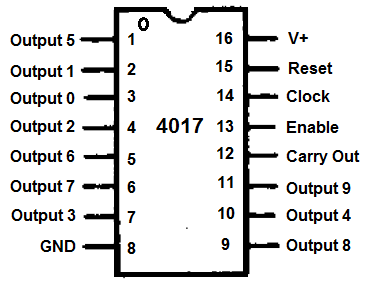 Output 5 1 16 V+
Output 1 2 15 Reset
Output 0 3 14 Clock
Output 2 4 4017 13 Enable
Output 6 5 12 Carry Out
Output 7 6 11 Output 9
Output 3 7 10 Output 4
GND 8 9 Output 8